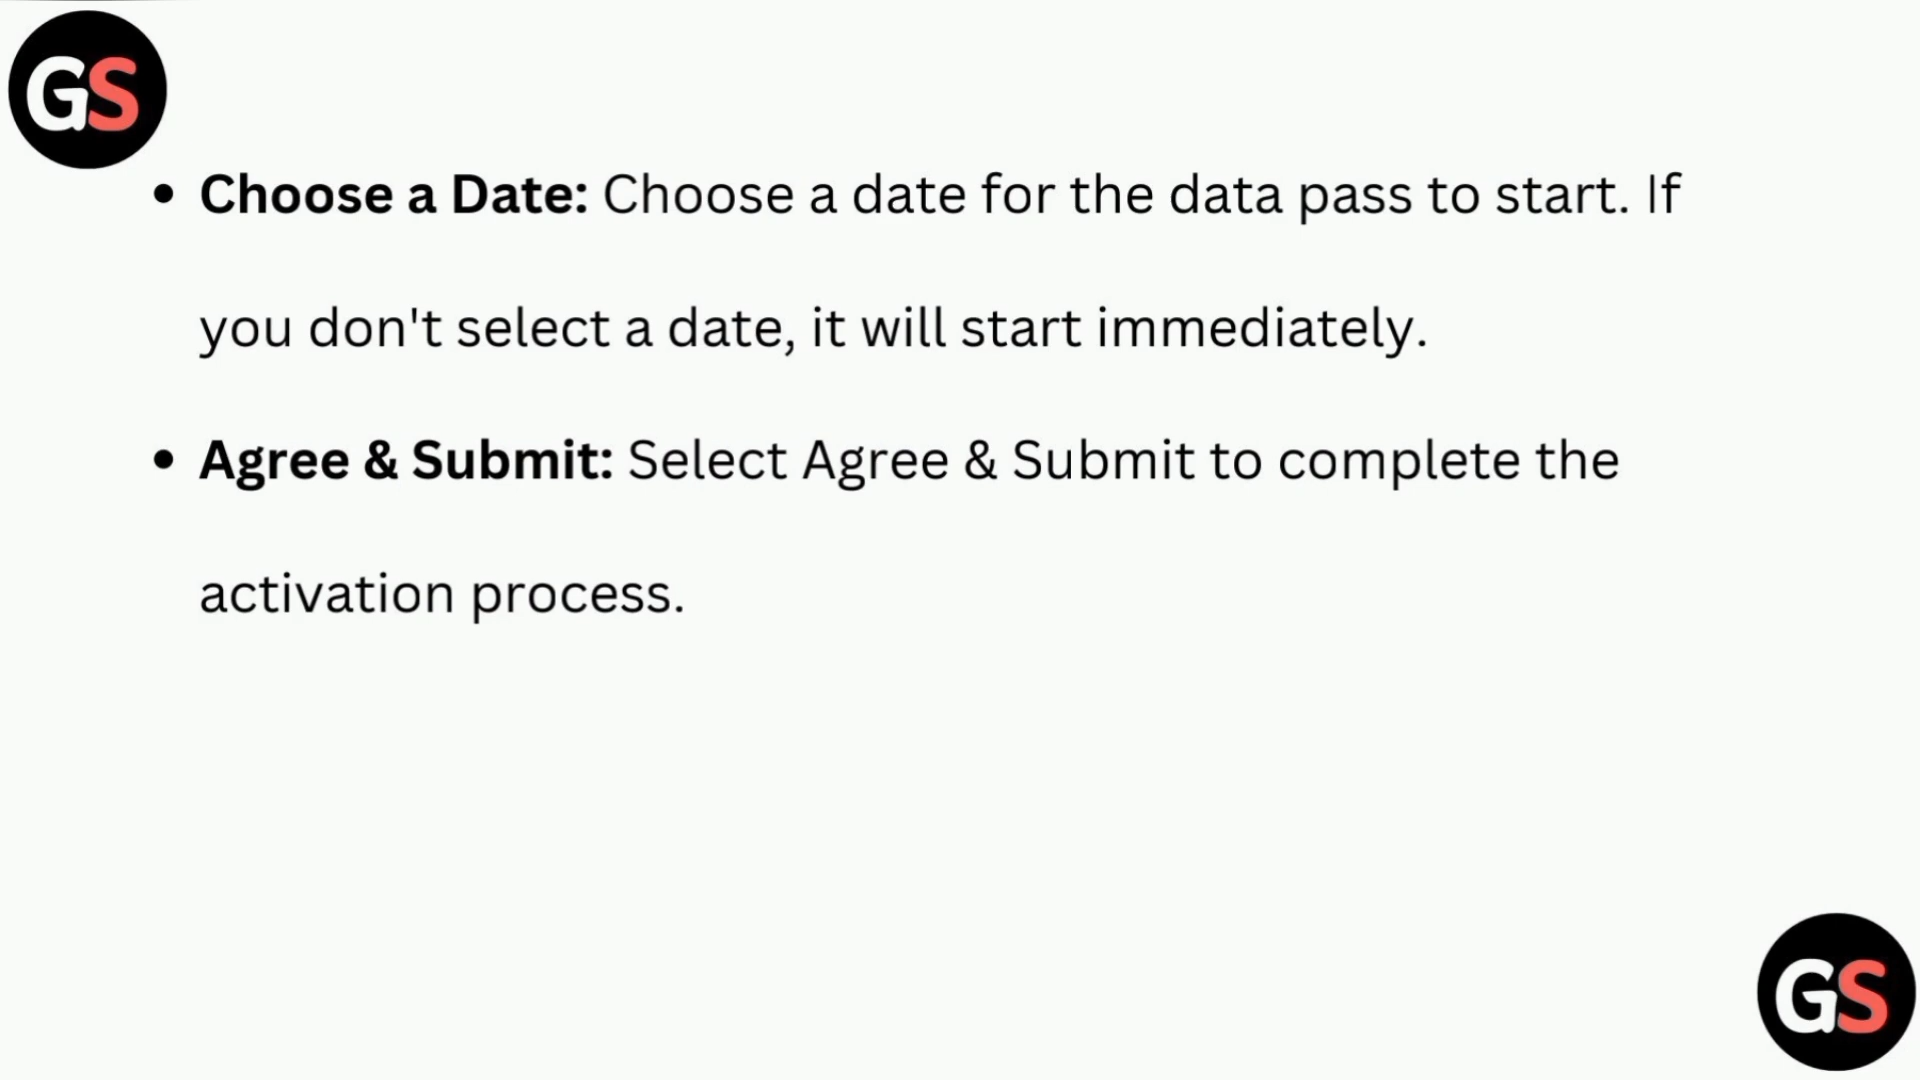 GS
• Choose a Date: Choose a date for the data pass to start. If
you don't select a date, it will start immediately.
• Agree & Submit: Select Agree & Submit to complete the
activation process.
GS